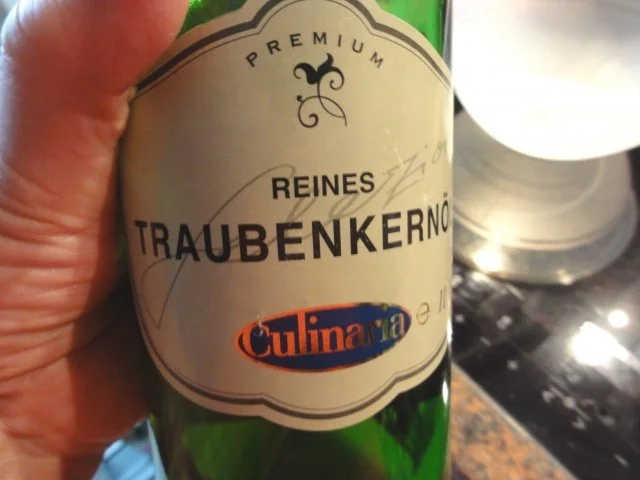 PREMIUM
REINES
TRAUBENKERNÖ
Culinaria e